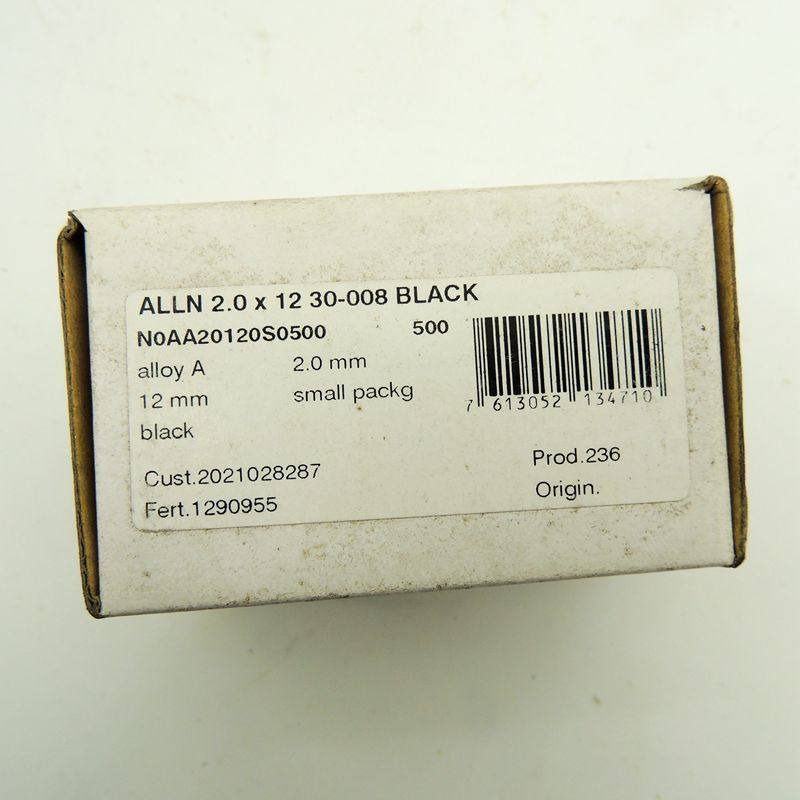 ALLN 2.0 x 12 30-008 BLACK
N0AA20120S0500 500
alloy A 2.0 mm
12 mm small packg
black
7 613052 134710
Cust.2021028287 Prod.236
Fert.1290955 Origin.